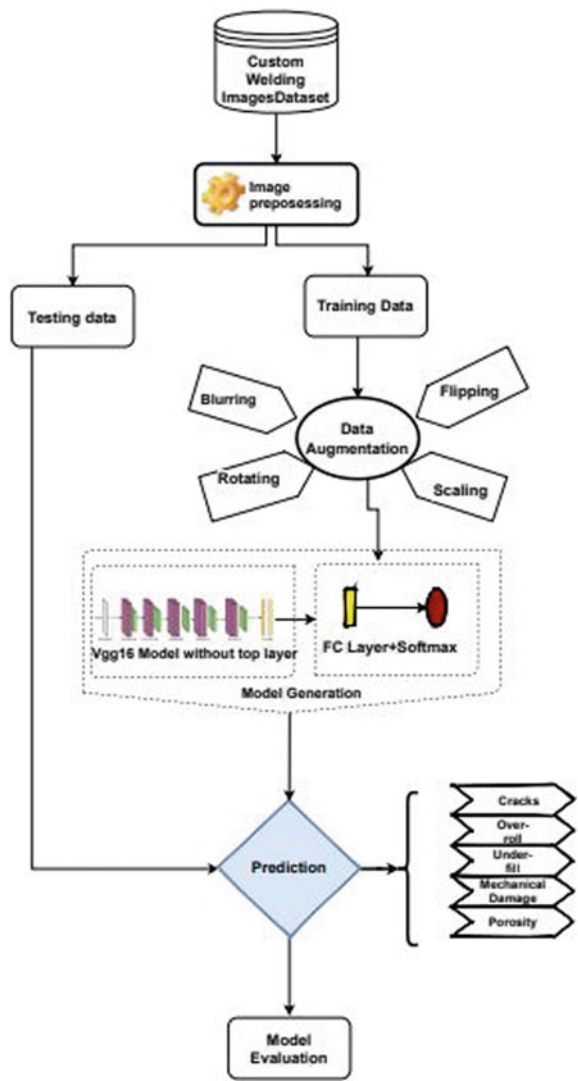 Custom
Welding
ImagesDataset
Image
preposessing
Testing data
Training Data
Blurring
Flipping
Data
Augmentation
Rotating
Scaling
Vgg16 Model without top layer
FC Layer+Softmax
Model Generation
Prediction
Cracks
Over-
roll
Under-
fill
Mechanical
Damage
Porosity
Model
Evaluation